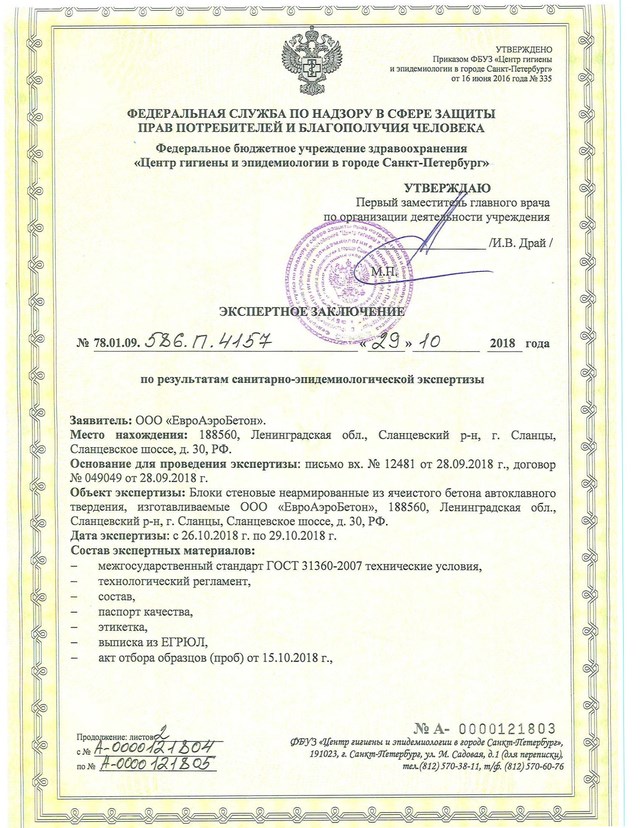 УТВЕРЖДЕНО
Приказом ФБУЗ «Центр гигиены
и эпидемиологии в городе Санкт-Петербург»
от 16 июня 2016 года № 335
ФЕДЕРАЛЬНАЯ СЛУЖБА ПО НАДЗОРУ В СФЕРЕ ЗАЩИТЫ
ПРАВ ПОТРЕБИТЕЛЕЙ И БЛАГОПОЛУЧИЯ ЧЕЛОВЕКА
Федеральное бюджетное учреждение здравоохранения
«Центр гигиены и эпидемиологии в городе Санкт-Петербург»
УТВЕРЖДАЮ
Первый заместитель главного врача
по организации деятельности учреждения
/И.В. Драй /
М.П.
ЭКСПЕРТНОЕ ЗАКЛЮЧЕНИЕ
№ 78.01.09. 586.П.4157 « 29 » 10 2018 года
по результатам санитарно-эпидемиологической экспертизы
Заявитель: ООО «ЕвроАэроБетон».
Место нахождения: 188560, Ленинградская обл., Сланцевский р-н, г. Сланцы,
Сланцевское шоссе, д. 30, РФ.
Основание для проведения экспертизы: письмо вх. № 12481 от 28.09.2018 г., договор
№ 049049 от 28.09.2018 г.
Объект экспертизы: Блоки стеновые неармированные из ячеистого бетона автоклавного
твердения, изготавливаемые ООО «ЕвроАэроБетон», 188560, Ленинградская обл.,
Сланцевский р-н, г. Сланцы, Сланцевское шоссе, д. 30, РФ.
Дата экспертизы: с 26.10.2018 г. по 29.10.2018 г.
Состав экспертных материалов:
– межгосударственный стандарт ГОСТ 31360-2007 технические условия,
– технологический регламент,
– состав,
– паспорт качества,
– этикетка,
– выписка из ЕГРЮЛ,
– акт отбора образцов (проб) от 15.10.2018 г.,
Продолжение: листов 2
с № А-0000121804
по № А-0000121805
№ А- 0000121803
ФБУЗ «Центр гигиены и эпидемиологии в городе Санкт-Петербург»,
191023, г. Санкт-Петербург, ул. М. Садовая, д.1 (для переписки),
тел.(812) 570-38-11, т/ф. (812) 570-60-76